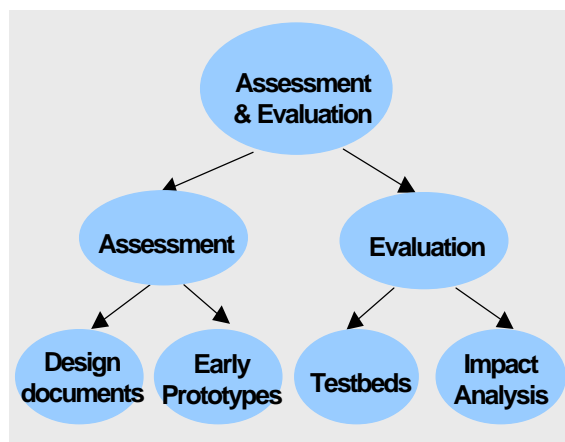 Assessment
& Evaluation
Assessment
Evaluation
Design
documents
Early
Prototypes
Testbeds
Impact
Analysis